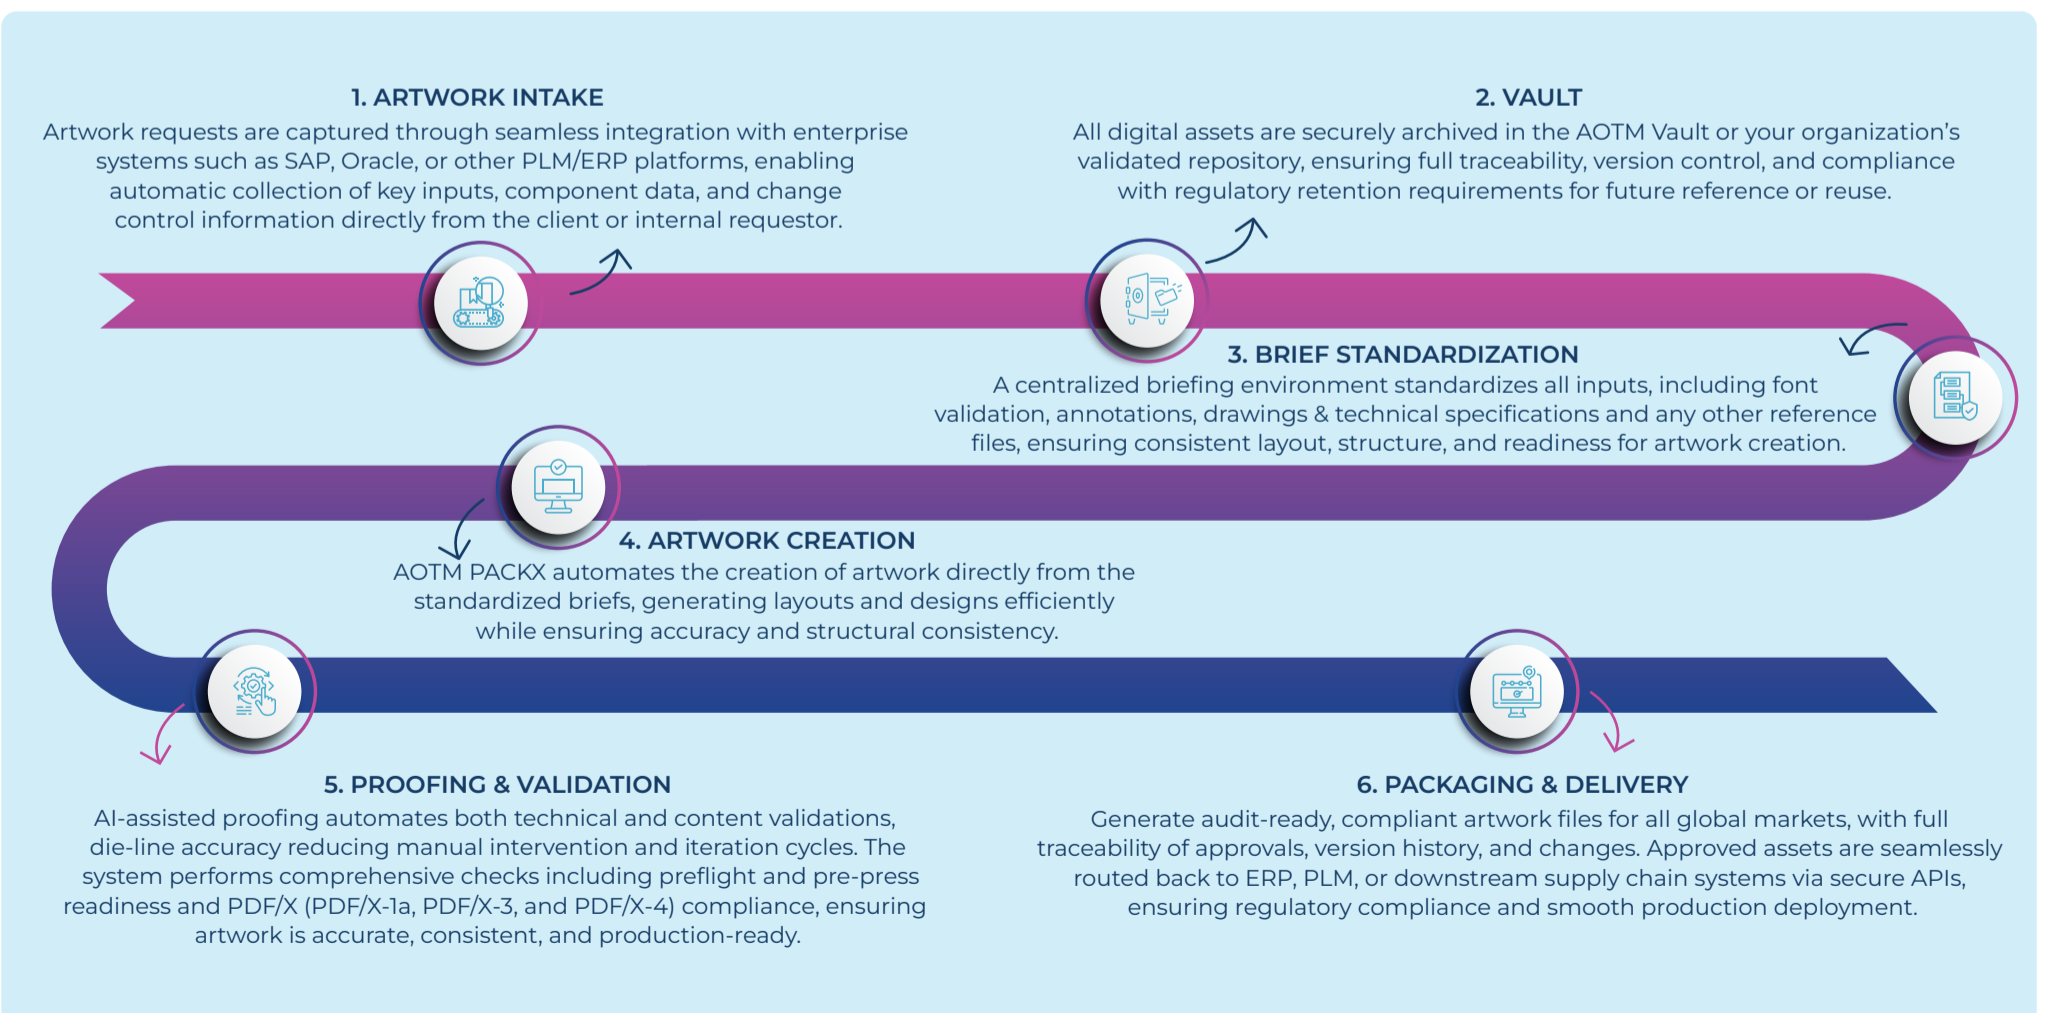 1. ARTWORK INTAKE
Artwork requests are captured through seamless integration with enterprise
systems such as SAP, Oracle, or other PLM/ERP platforms, enabling
automatic collection of key inputs, component data, and change
control information directly from the client or internal requestor.
2. VAULT
All digital assets are securely archived in the AOTM Vault or your organization’s
validated repository, ensuring full traceability, version control, and compliance
with regulatory retention requirements for future reference or reuse.
3. BRIEF STANDARDIZATION
A centralized briefing environment standardizes all inputs, including font
validation, annotations, drawings & technical specifications and any other reference
files, ensuring consistent layout, structure, and readiness for artwork creation.
4. ARTWORK CREATION
AOTM PACKX automates the creation of artwork directly from the
standardized briefs, generating layouts and designs efficiently
while ensuring accuracy and structural consistency.
5. PROOFING & VALIDATION
AI-assisted proofing automates both technical and content validations,
die-line accuracy reducing manual intervention and iteration cycles. The
system performs comprehensive checks including preflight and pre-press
readiness and PDF/X (PDF/X-1a, PDF/X-3, and PDF/X-4) compliance, ensuring
artwork is accurate, consistent, and production-ready.
6. PACKAGING & DELIVERY
Generate audit-ready, compliant artwork files for all global markets, with full
traceability of approvals, version history, and changes. Approved assets are seamlessly
routed back to ERP, PLM, or downstream supply chain systems via secure APIs,
ensuring regulatory compliance and smooth production deployment.